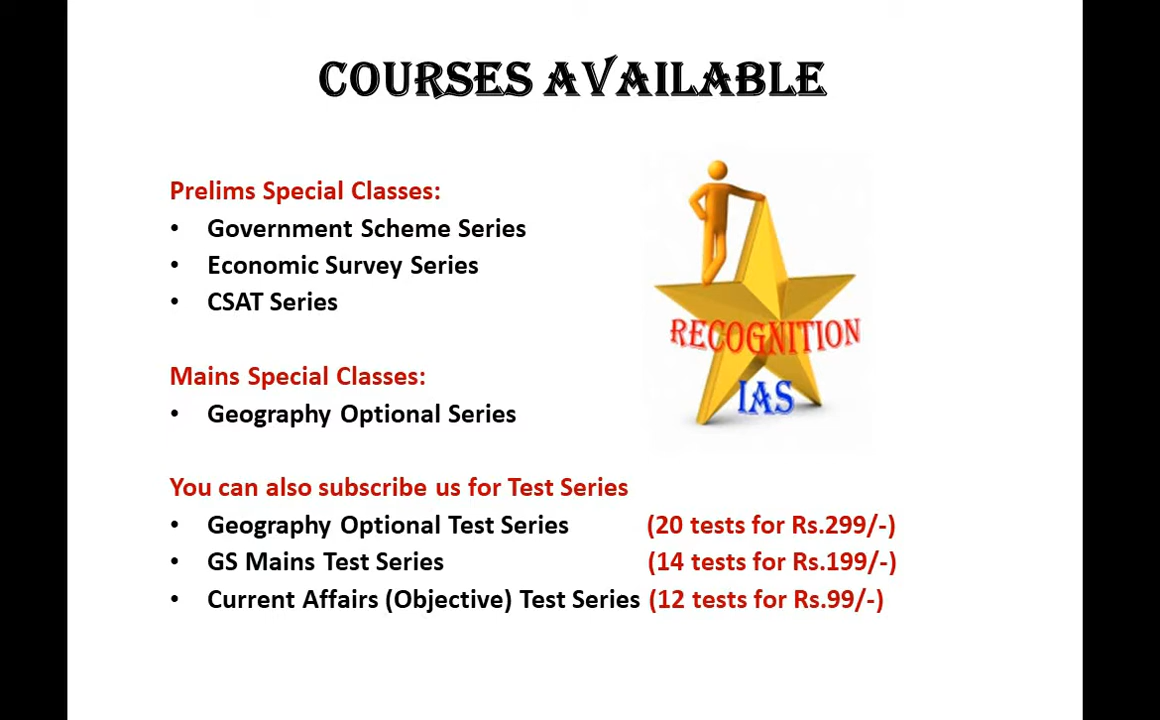 COURSES AVAILABLE
Prelims Special Classes:
• Government Scheme Series
• Economic Survey Series
• CSAT Series
RECOGNITION
IAS
Mains Special Classes:
• Geography Optional Series
You can also subscribe us for Test Series
• Geography Optional Test Series (20 tests for Rs.299/-)
• GS Mains Test Series (14 tests for Rs.199/-)
• Current Affairs (Objective) Test Series (12 tests for Rs.99/-)